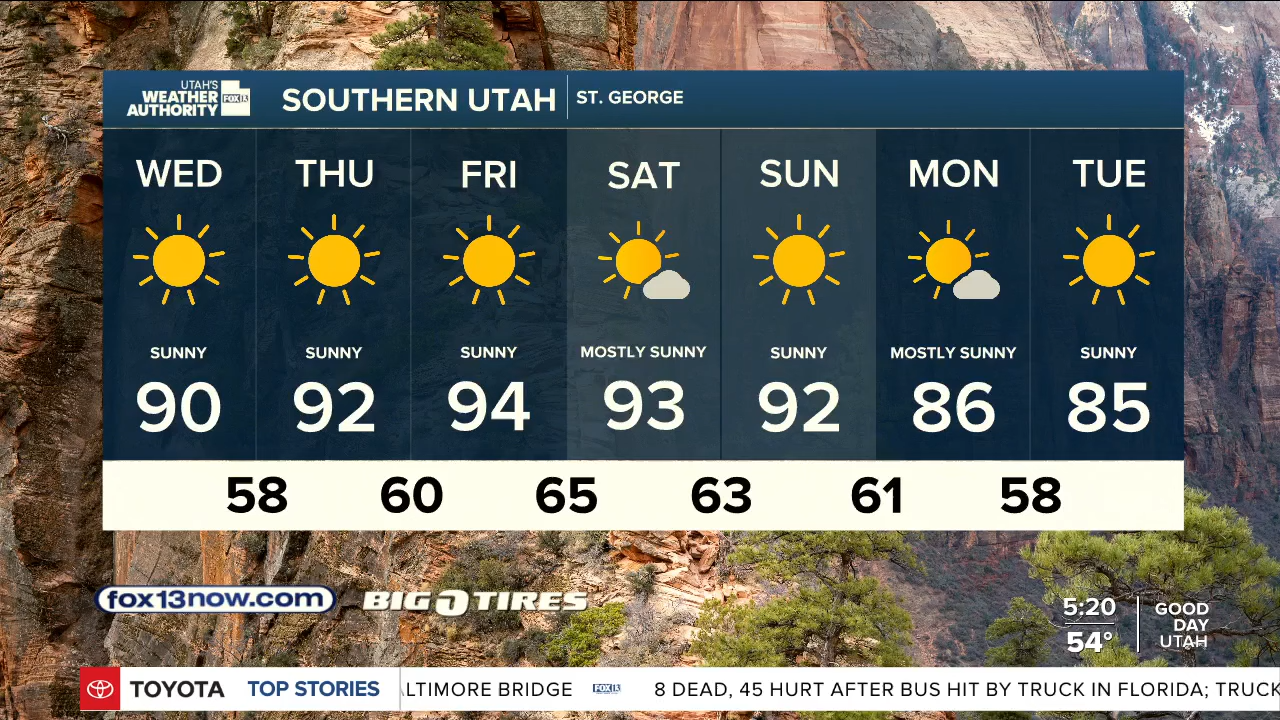 UTAH'S
WEATHER
AUTHORITY
FOX 13
SOUTHERN UTAH
ST. GEORGE
WED THU FRI SAT SUN MON TUE
SUNNY SUNNY SUNNY MOSTLY SUNNY SUNNY MOSTLY SUNNY SUNNY
90 92 94 93 92 86 85
58 60 65 63 61 58
fox13now.com
BIG O TIRES
5:20
54°
GOOD
DAY
UTAH
TOYOTA
TOP STORIES
LTIMORE BRIDGE FOX 13 8 DEAD, 45 HURT AFTER BUS HIT BY TRUCK IN FLORIDA; TRUCK